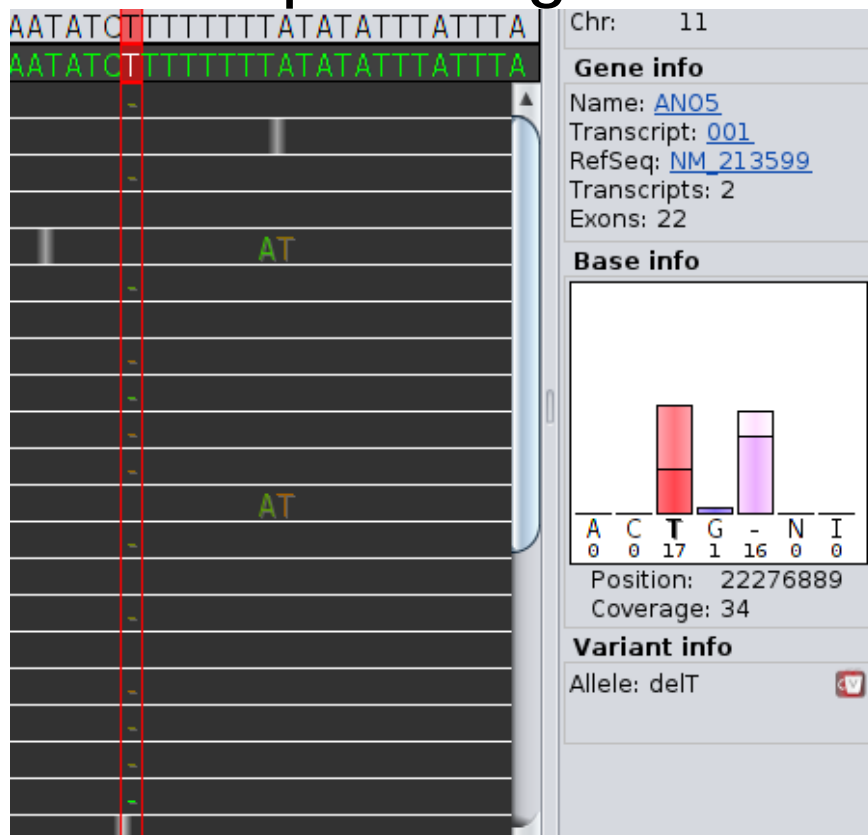 AATATCTTTTTTTTATATATTTATTTA
AATATCTTTTTTTTATATATTTATTTA
-
-
AT
-
-
-
-
-
AT
-
-
-
-
-
Chr: 11
Gene info
Name: ANO5
Transcript: 001
RefSeq: NM_213599
Transcripts: 2
Exons: 22
Base info
A C T G - N I
0 0 17 1 16 0 0
Position: 22276889
Coverage: 34
Variant info
Allele: delT